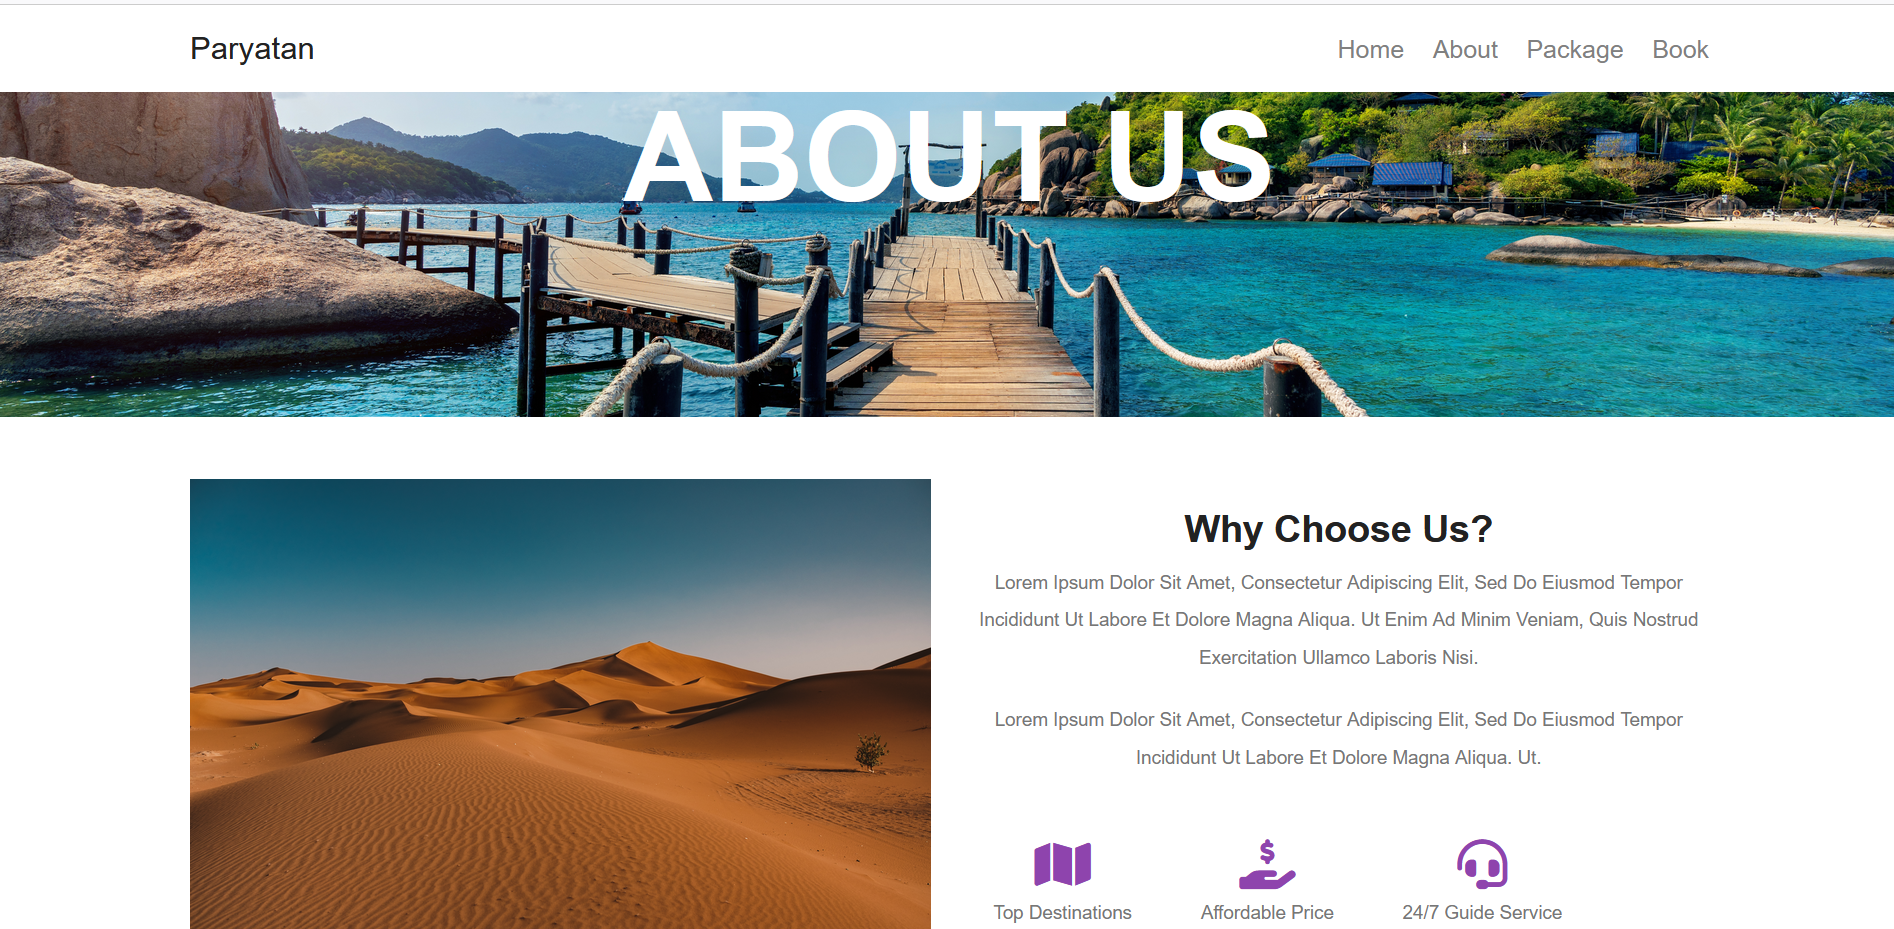 Paryatan
Home About Package Book
ABOUT US
Why Choose Us?
Lorem Ipsum Dolor Sit Amet, Consectetur Adipiscing Elit, Sed Do Eiusmod Tempor
Incididunt Ut Labore Et Dolore Magna Aliqua. Ut Enim Ad Minim Veniam, Quis Nostrud
Exercitation Ullamco Laboris Nisi.
Lorem Ipsum Dolor Sit Amet, Consectetur Adipiscing Elit, Sed Do Eiusmod Tempor
Incididunt Ut Labore Et Dolore Magna Aliqua. Ut.
$
Top Destinations
Affordable Price
24/7 Guide Service